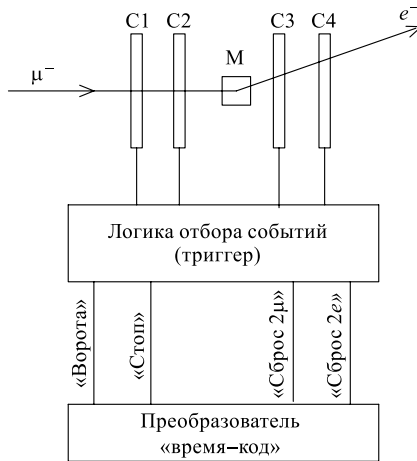 e⁻
C1 C2 C3 C4
M
μ⁻
Логика отбора событий
(триггер)
«Ворота»
«Стоп»
«Сброс 2μ»
«Сброс 2e»
Преобразователь
«время–код»